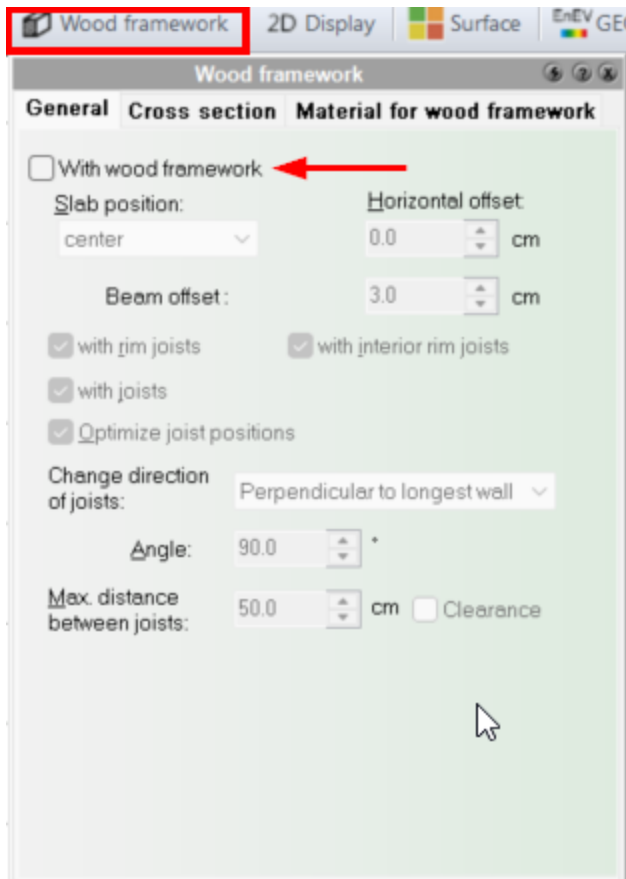 Wood framework 2D Display Surface EnEV GE
Wood framework
General Cross section Material for wood framework
With wood framework
Slab position: Horizontal offset:
center 0.0 cm
Beam offset: 3.0 cm
with rim joists with interior rim joists
with joists
Optimize joist positions
Change direction
of joists: Perpendicular to longest wall
Angle: 90.0 °
Max. distance
between joists: 50.0 cm Clearance